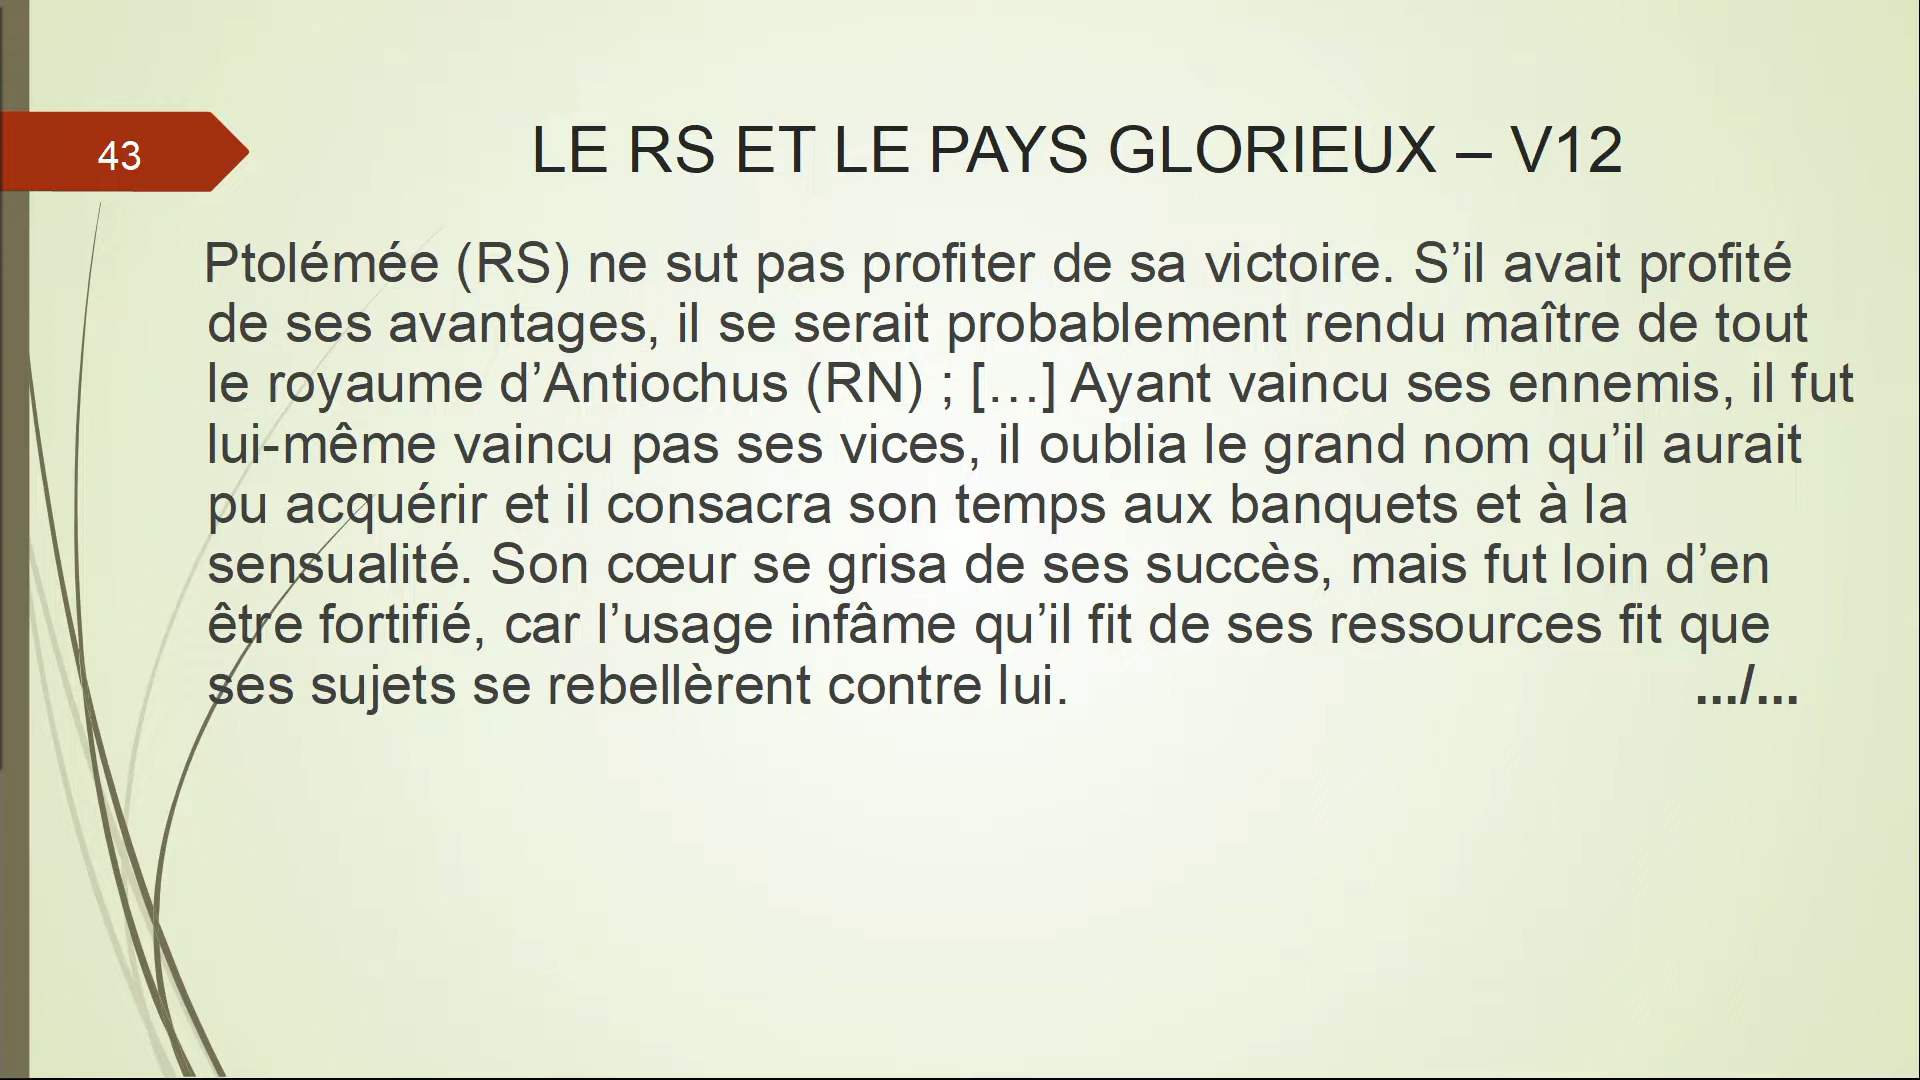 43
LE RS ET LE PAYS GLORIEUX – V12
Ptolémée (RS) ne sut pas profiter de sa victoire. S’il avait profité
de ses avantages, il se serait probablement rendu maître de tout
le royaume d’Antiochus (RN) ; […] Ayant vaincu ses ennemis, il fut
lui-même vaincu pas ses vices, il oublia le grand nom qu’il aurait
pu acquérir et il consacra son temps aux banquets et à la
sensualité. Son cœur se grisa de ses succès, mais fut loin d’en
être fortifié, car l’usage infâme qu’il fit de ses ressources fit que
ses sujets se rebellèrent contre lui. .../...